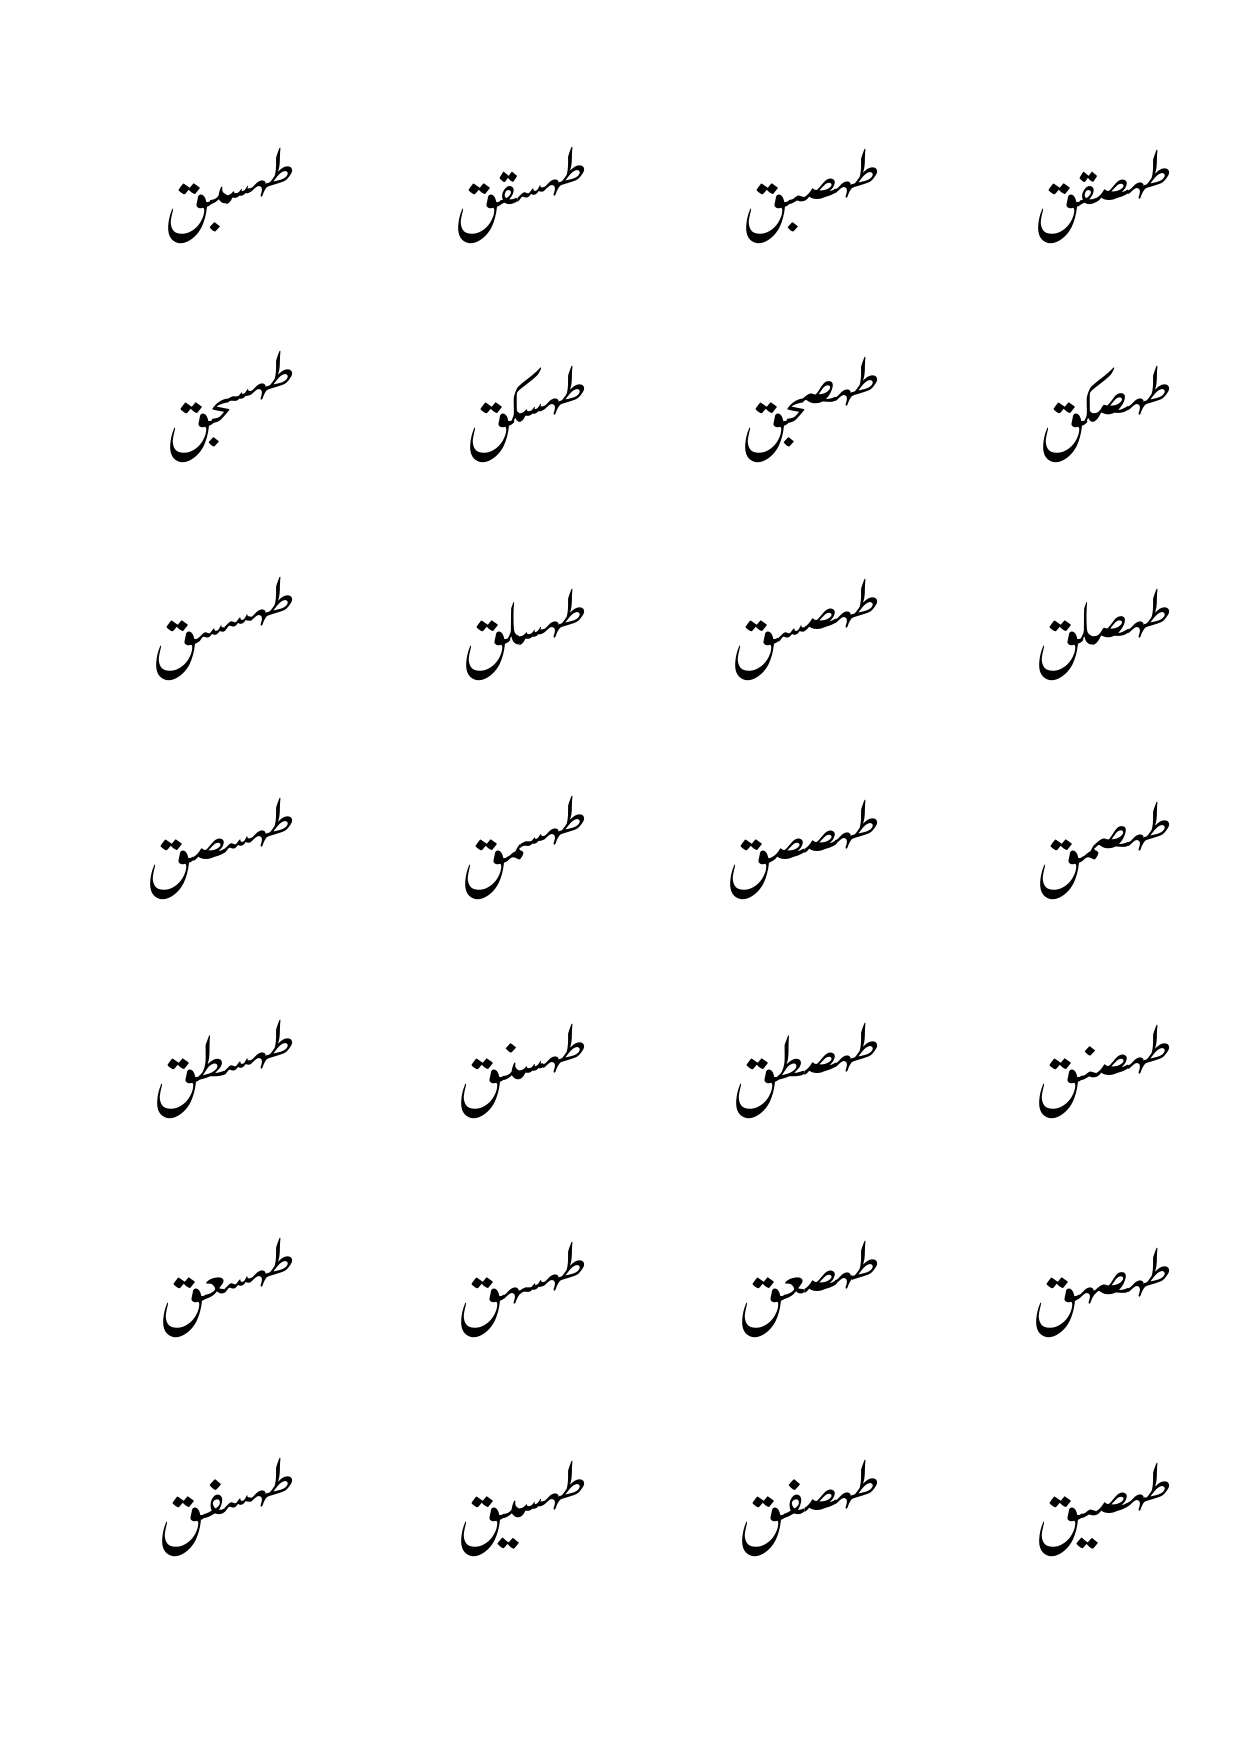 طهصقق طهصبق طهسقق طهسبق
طهصكق طهصجق طهسكق طهسجق
طهصلق طهصسق طهسلق طهسسق
طهصمق طهصصق طهسمق طهسصق
طهصنق طهصطق طهسنق طهسطق
طهصهق طهصعق طهسهق طهسعق
طهصيق طهصفق طهسيق طهسفق